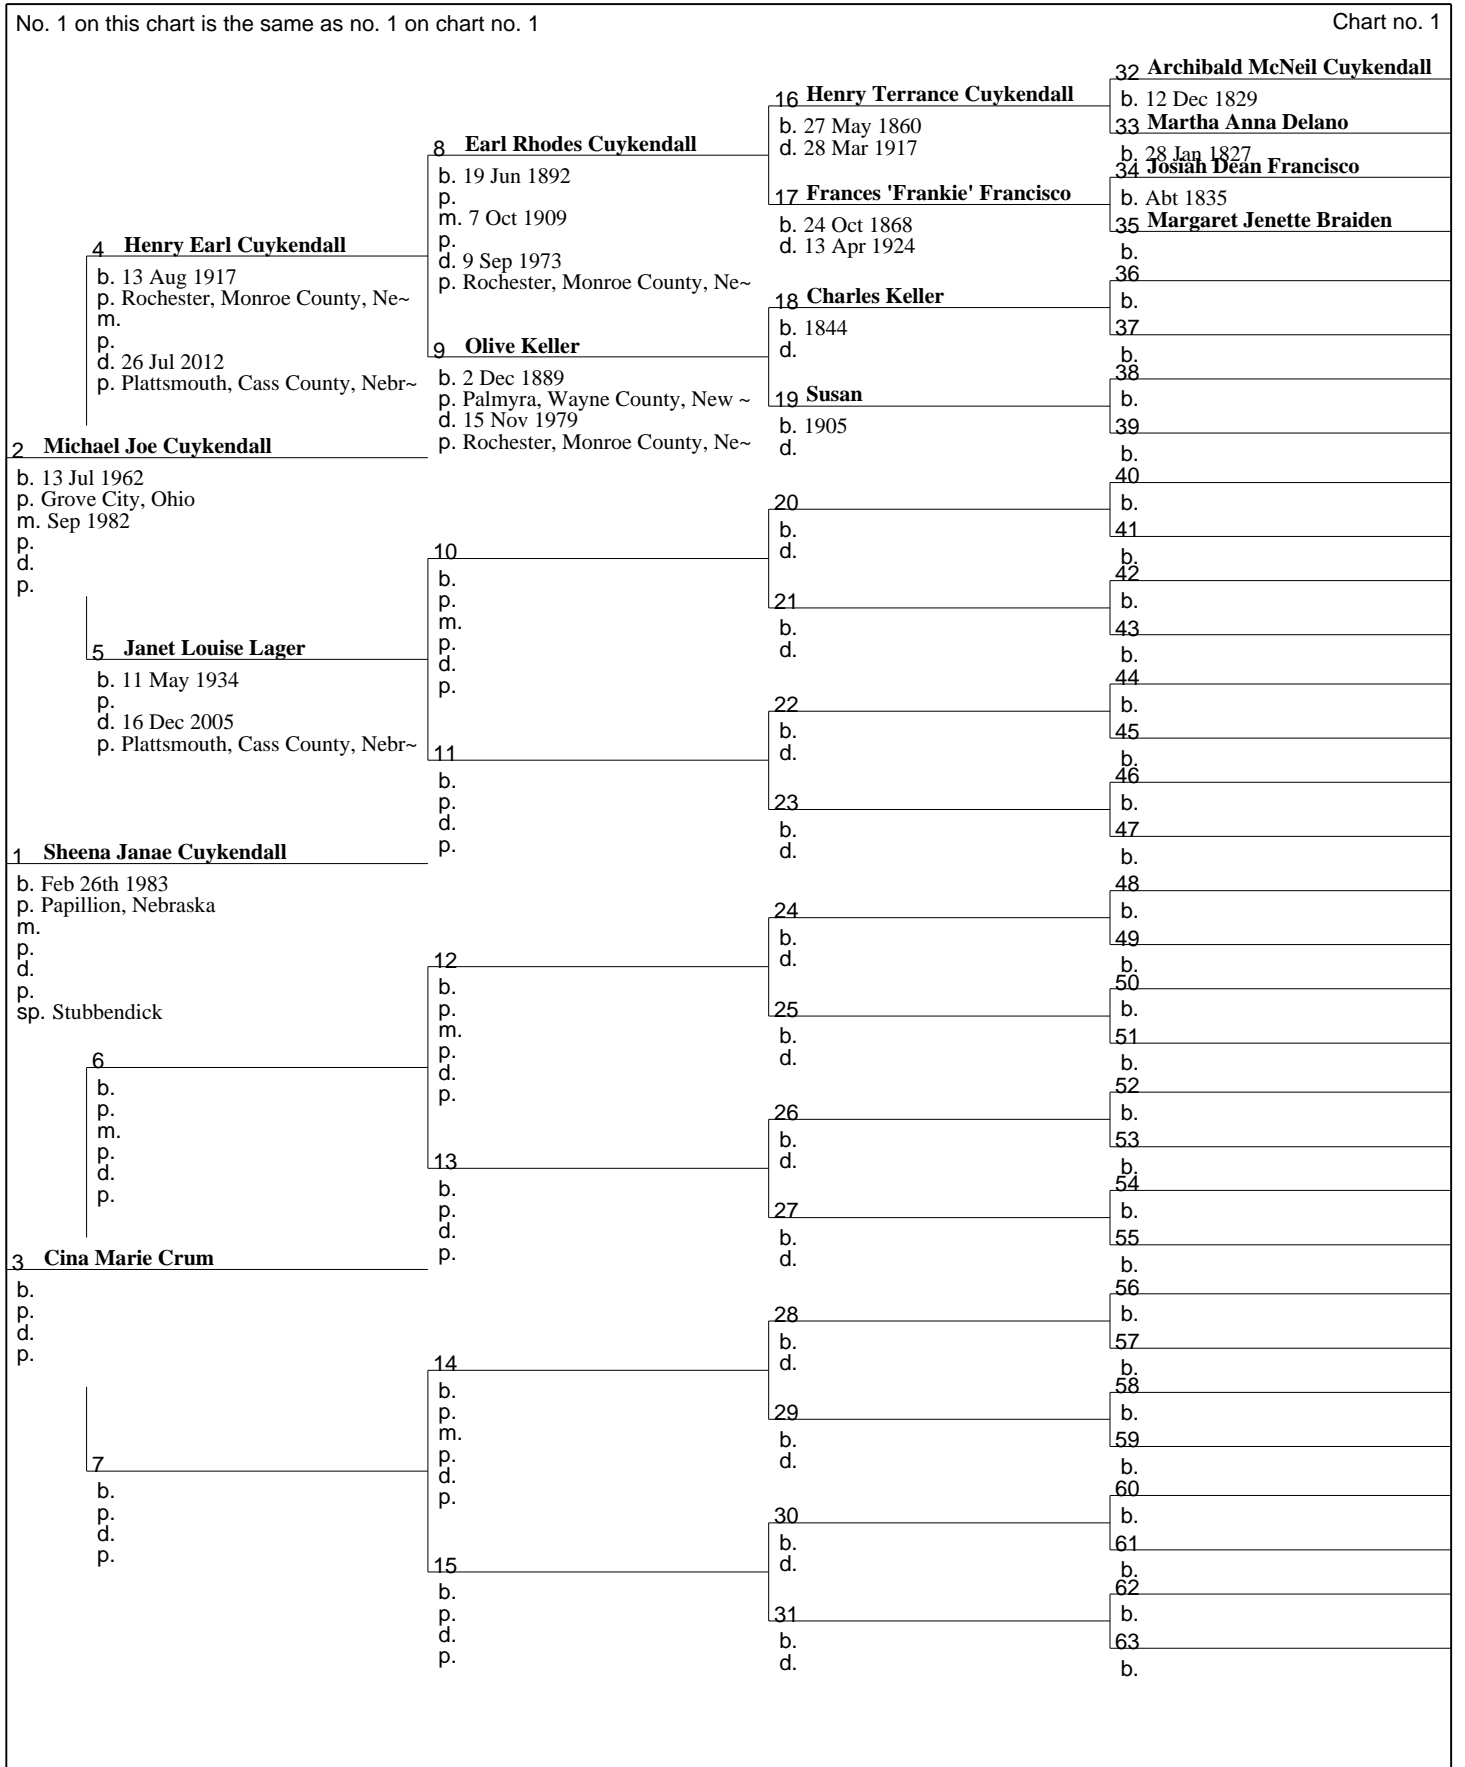 No. 1 on this chart is the same as no. 1 on chart no. 1
Chart no. 1
2 Michael Joe Cuykendall
b. 13 Jul 1962
p. Grove City, Ohio
m. Sep 1982
p.
d.
p.
1 Sheena Janae Cuykendall
b. Feb 26th 1983
p. Papillion, Nebraska
m.
p.
d.
p.
sp. Stubbendick
3 Cina Marie Crum
b.
p.
d.
p.
4 Henry Earl Cuykendall
b. 13 Aug 1917
p. Rochester, Monroe County, Ne~
m.
p.
d. 26 Jul 2012
p. Plattsmouth, Cass County, Nebr~
5 Janet Louise Lager
b. 11 May 1934
p.
d. 16 Dec 2005
p. Plattsmouth, Cass County, Nebr~
6
b.
p.
m.
p.
d.
p.
7
b.
p.
d.
p.
8 Earl Rhodes Cuykendall
b. 19 Jun 1892
p.
m. 7 Oct 1909
p.
d. 9 Sep 1973
p. Rochester, Monroe County, Ne~
9 Olive Keller
b. 2 Dec 1889
p. Palmyra, Wayne County, New ~
d. 15 Nov 1979
p. Rochester, Monroe County, Ne~
10
b.
p.
m.
p.
d.
p.
11
b.
p.
d.
p.
12
b.
p.
m.
p.
d.
p.
13
b.
p.
d.
p.
14
b.
p.
m.
p.
d.
p.
15
b.
p.
d.
p.
16 Henry Terrance Cuykendall
b. 27 May 1860
d. 28 Mar 1917
17 Frances 'Frankie' Francisco
b. 24 Oct 1868
d. 13 Apr 1924
18 Charles Keller
b. 1844
d.
19 Susan
b. 1905
d.
20
b.
d.
21
b.
d.
22
b.
d.
23
b.
d.
24
b.
d.
25
b.
d.
26
b.
d.
27
b.
d.
28
b.
d.
29
b.
d.
30
b.
d.
31
b.
d.
32 Archibald McNeil Cuykendall
b. 12 Dec 1829
33 Martha Anna Delano
b. 28 Jan 1827
34 Josiah Dean Francisco
b. Abt 1835
35 Margaret Jenette Braiden
b.
36
b.
37
b.
38
b.
39
b.
40
b.
41
b.
42
b.
43
b.
44
b.
45
b.
46
b.
47
b.
48
b.
49
b.
50
b.
51
b.
52
b.
53
b.
54
b.
55
b.
56
b.
57
b.
58
b.
59
b.
60
b.
61
b.
62
b.
63
b.